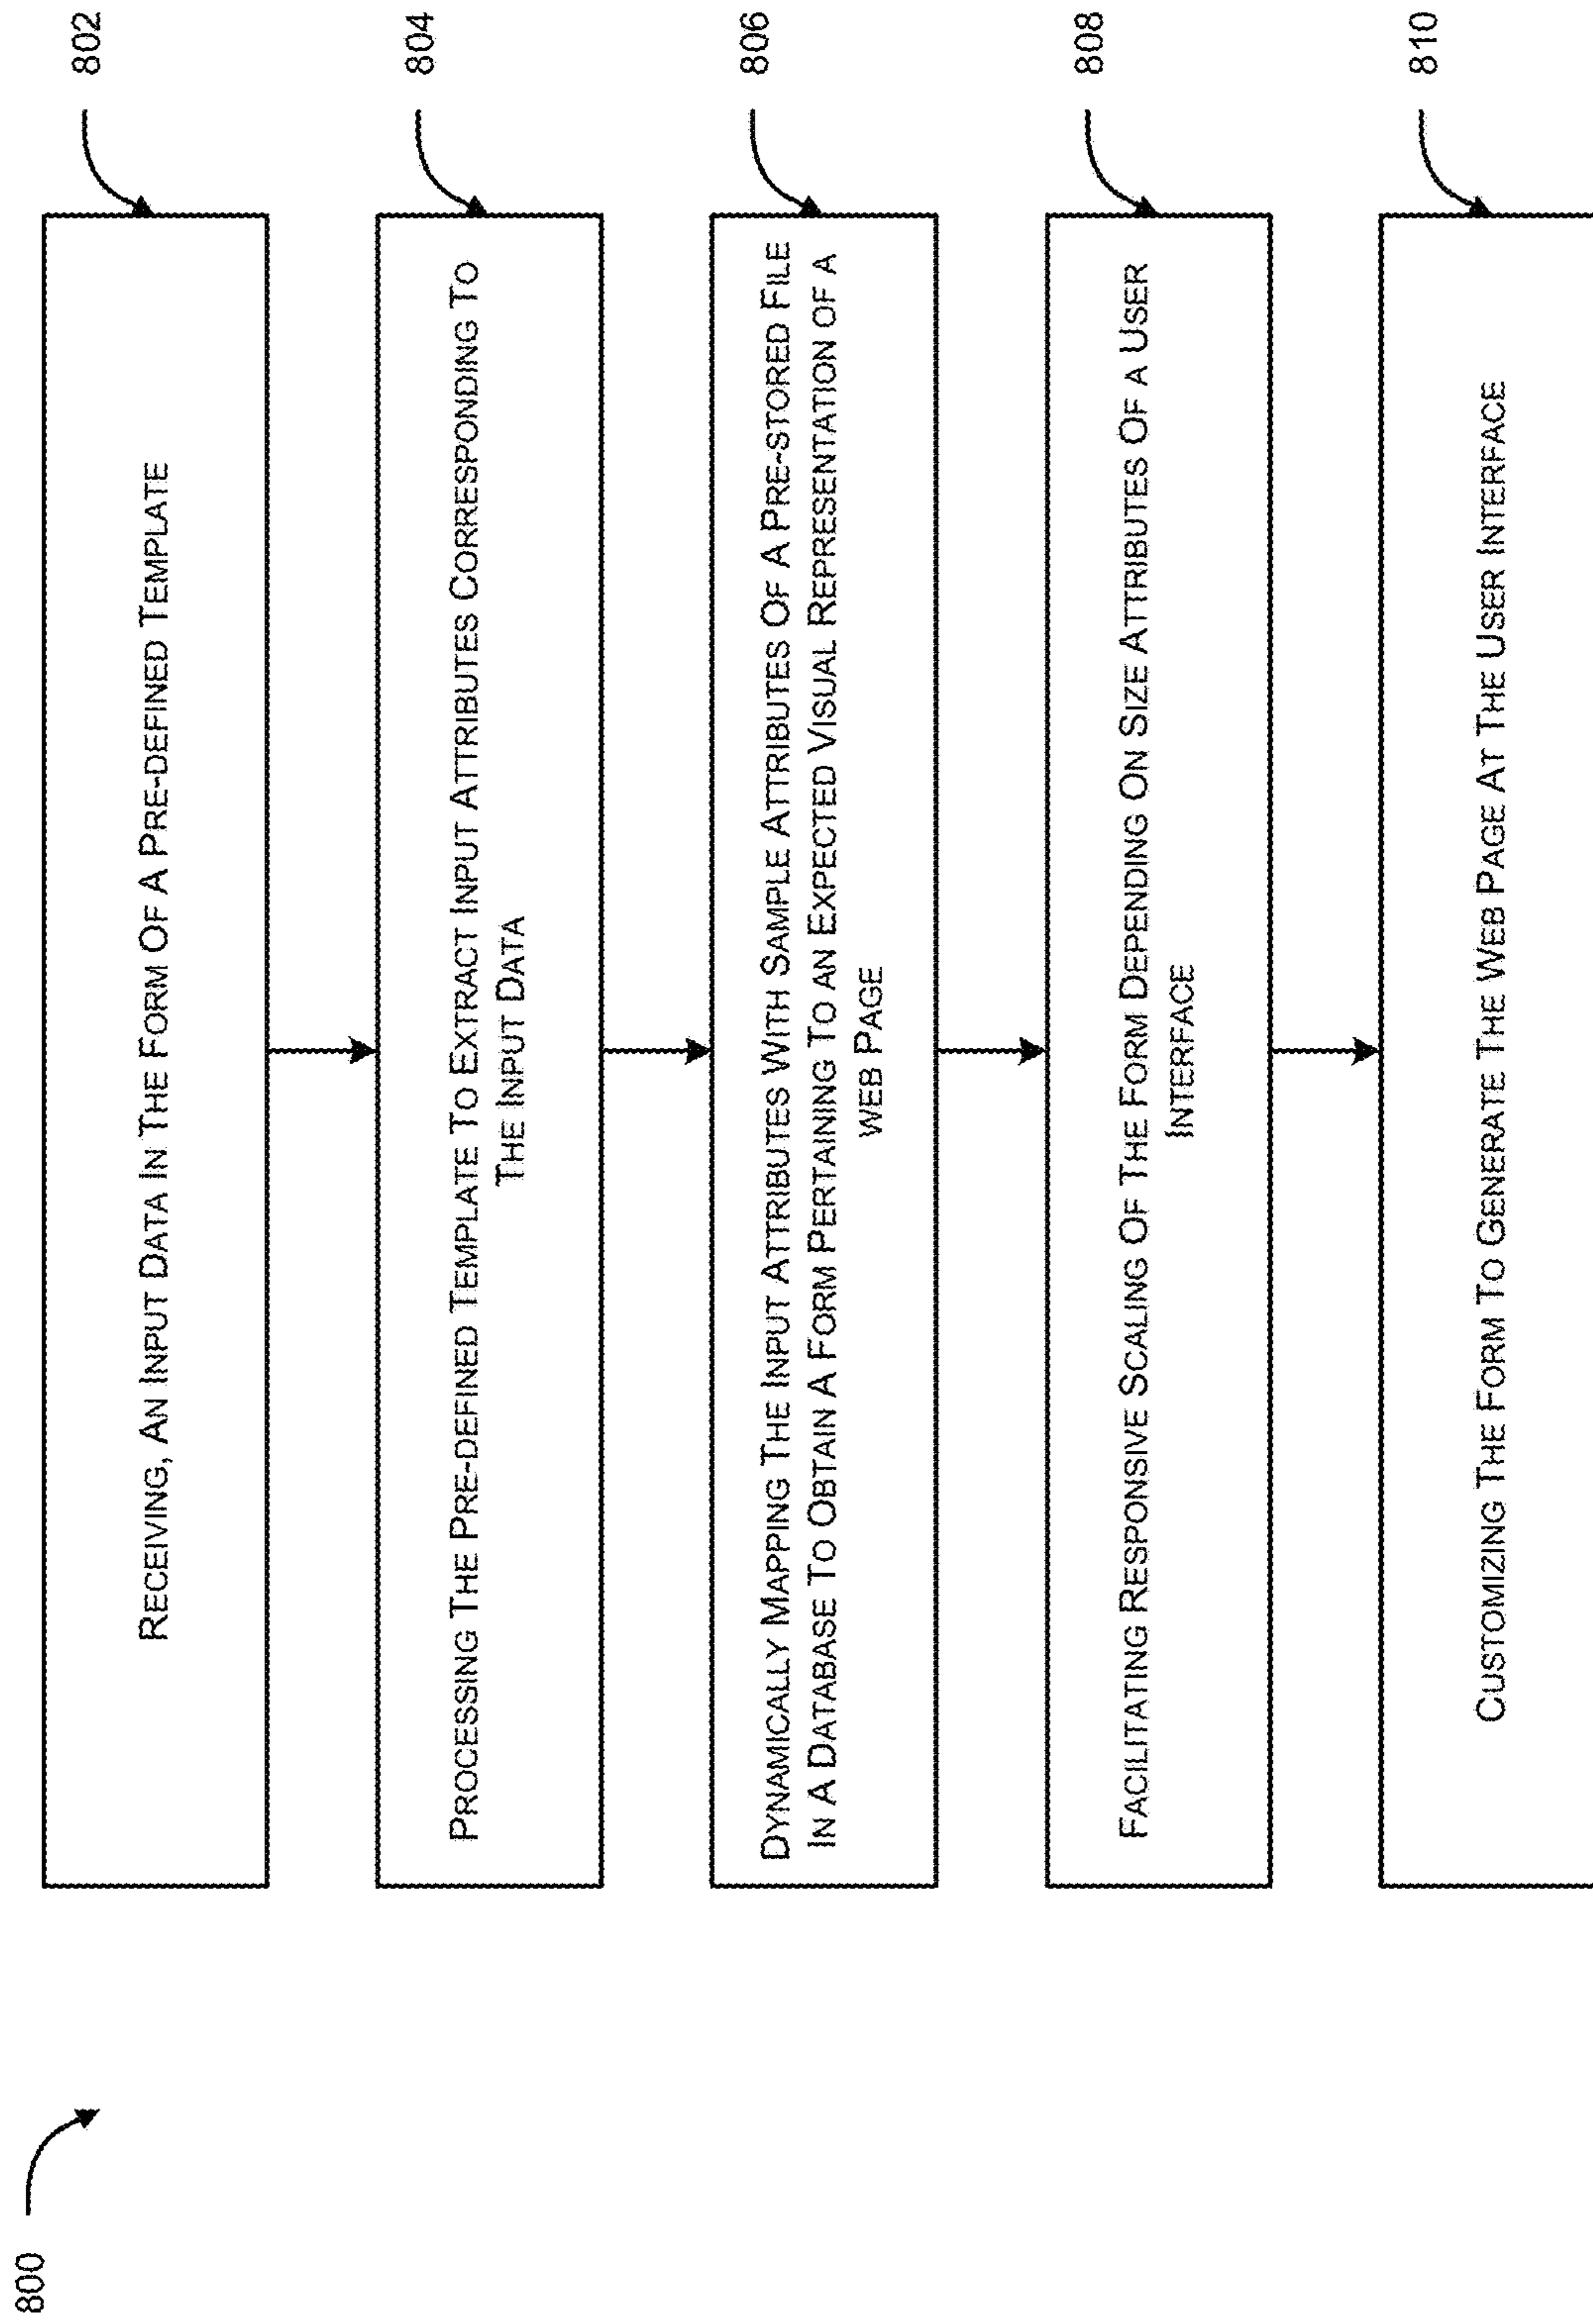 800
RECEIVING, AN INPUT DATA IN THE FORM OF A PRE-DEFINED TEMPLATE
802
PROCESSING THE PRE-DEFINED TEMPLATE TO EXTRACT INPUT ATTRIBUTES CORRESPONDING TO
THE INPUT DATA
804
DYNAMICALLY MAPPING THE INPUT ATTRIBUTES WITH SAMPLE ATTRIBUTES OF A PRE-STORED FILE
IN A DATABASE TO OBTAIN A FORM PERTAINING TO AN EXPECTED VISUAL REPRESENTATION OF A
WEB PAGE
806
FACILITATING RESPONSIVE SCALING OF THE FORM DEPENDING ON SIZE ATTRIBUTES OF A USER
INTERFACE
808
CUSTOMIZING THE FORM TO GENERATE THE WEB PAGE AT THE USER INTERFACE
810